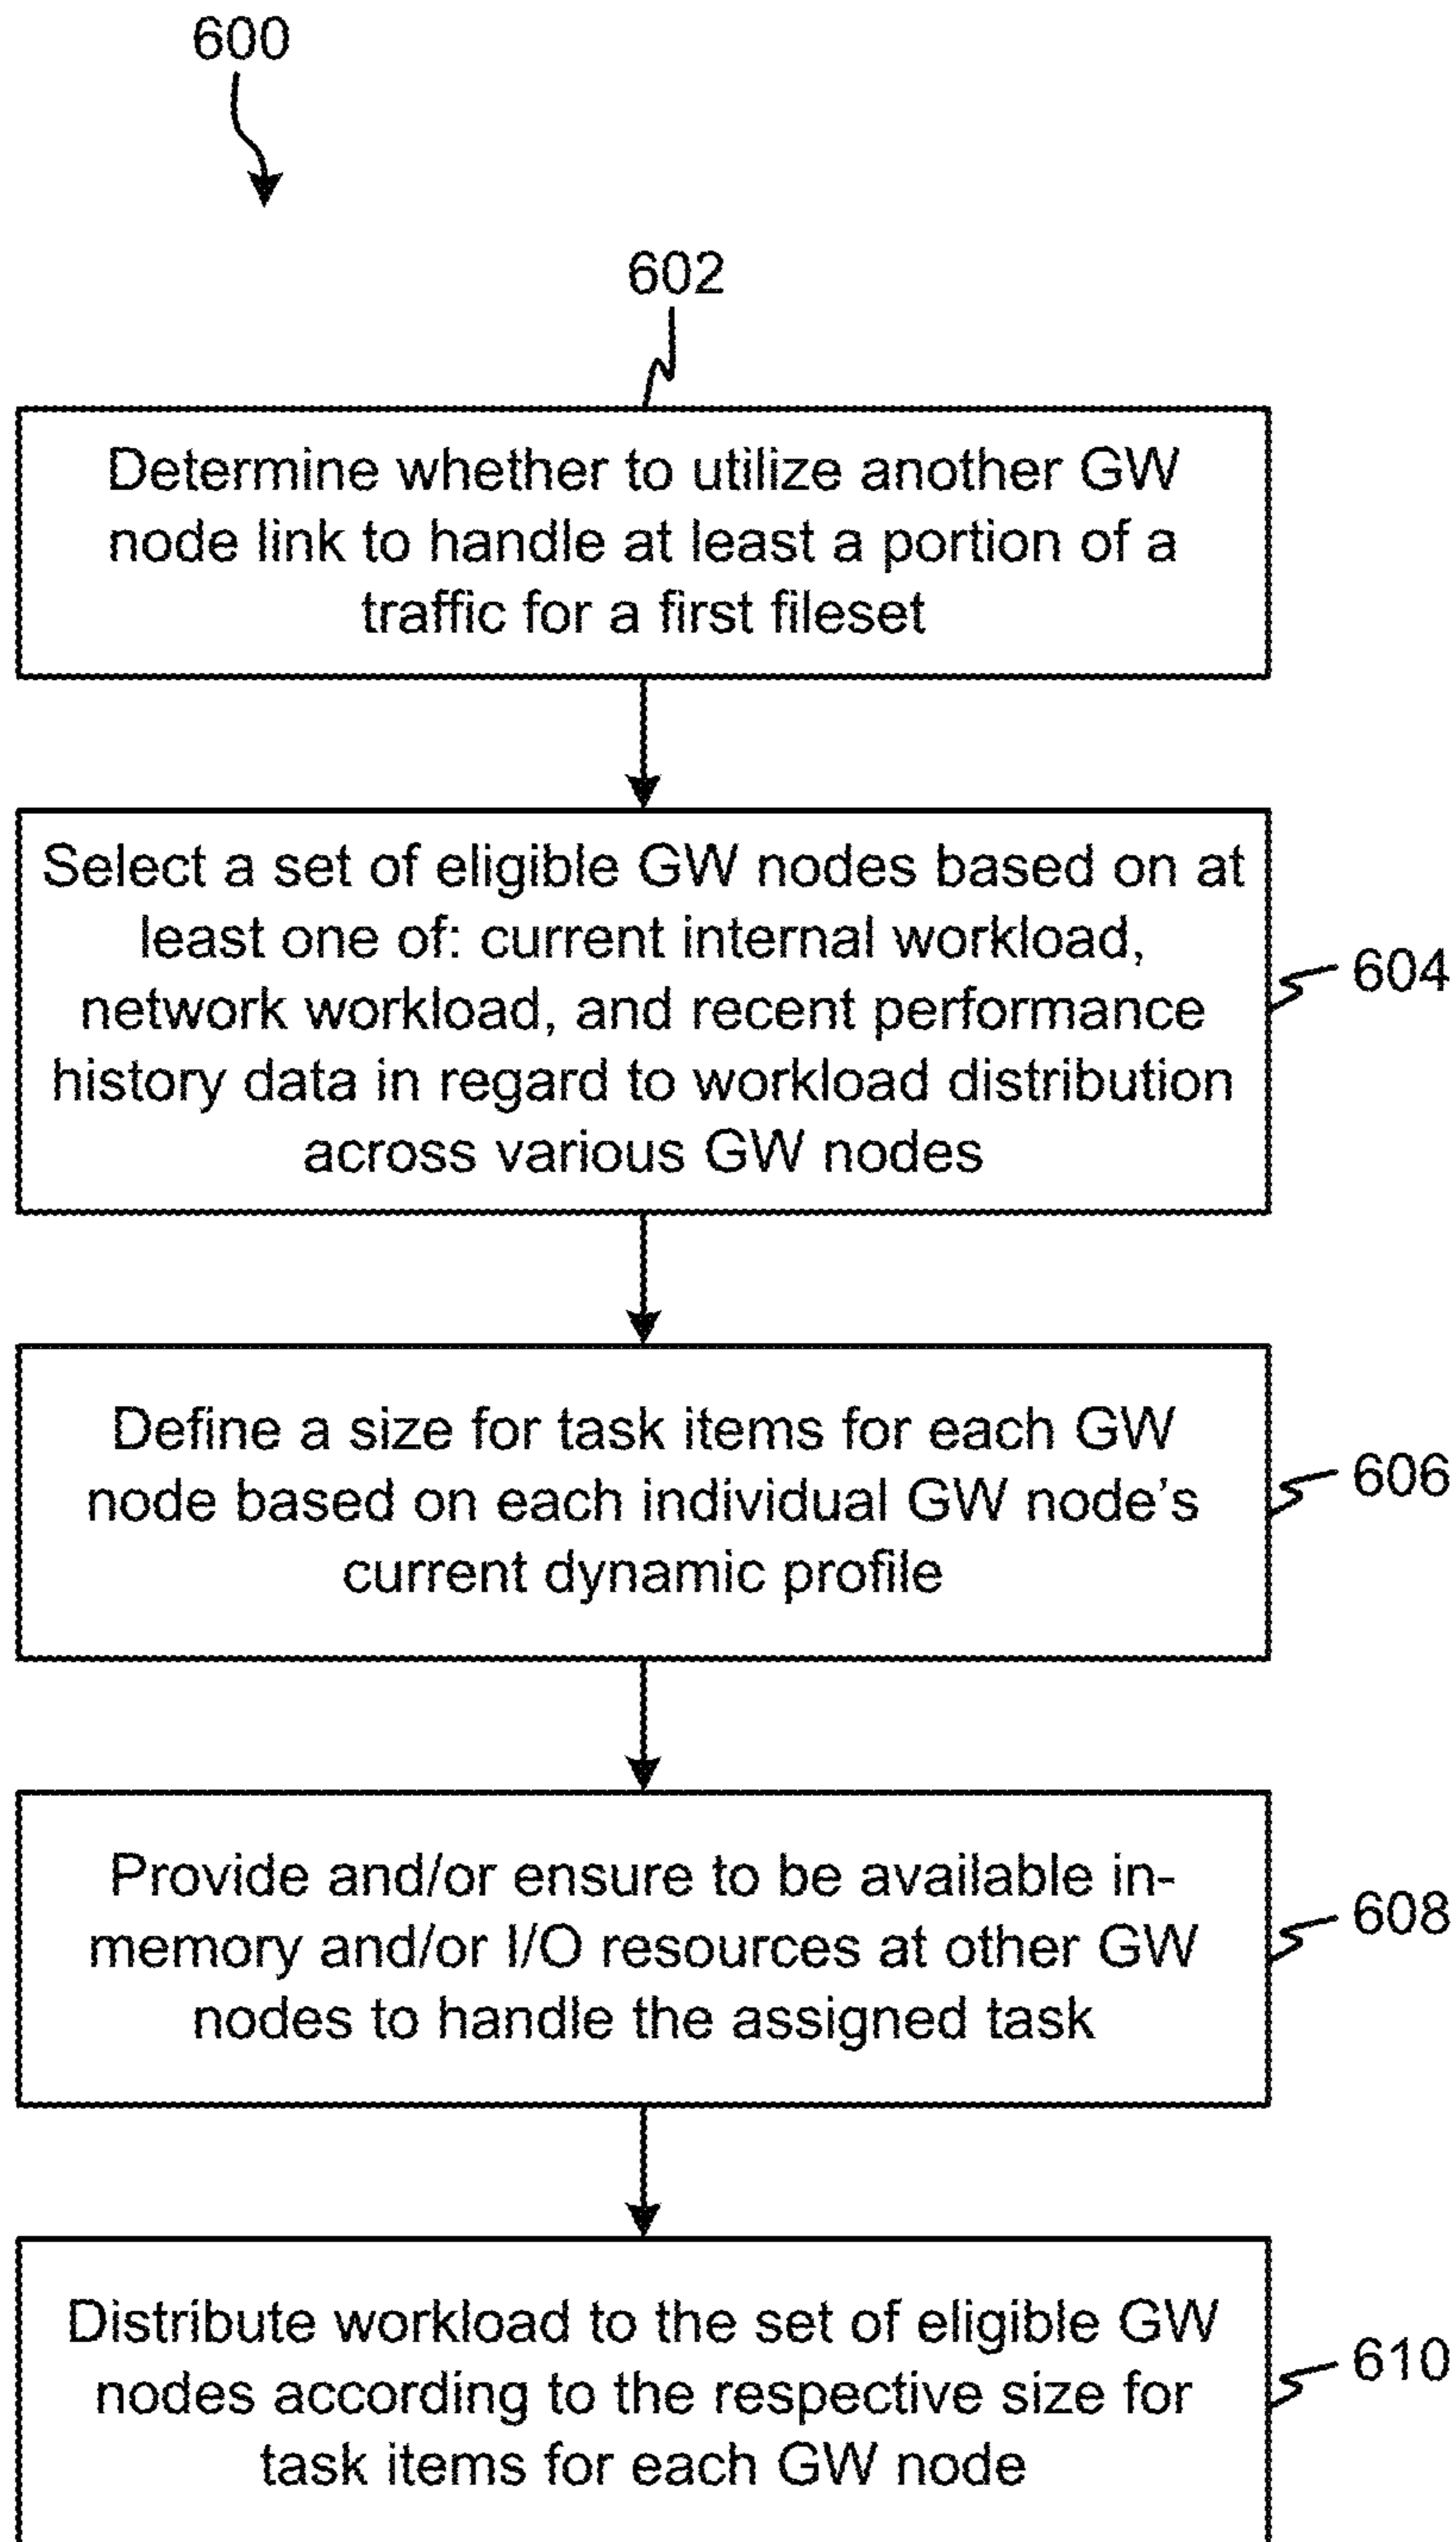 600
602
Determine whether to utilize another GW
node link to handle at least a portion of a
traffic for a first fileset
Select a set of eligible GW nodes based on at
least one of: current internal workload,
network workload, and recent performance
history data in regard to workload distribution
across various GW nodes
604
Define a size for task items for each GW
node based on each individual GW node's
current dynamic profile
606
Provide and/or ensure to be available in-
memory and/or I/O resources at other GW
nodes to handle the assigned task
608
Distribute workload to the set of eligible GW
nodes according to the respective size for
task items for each GW node
610